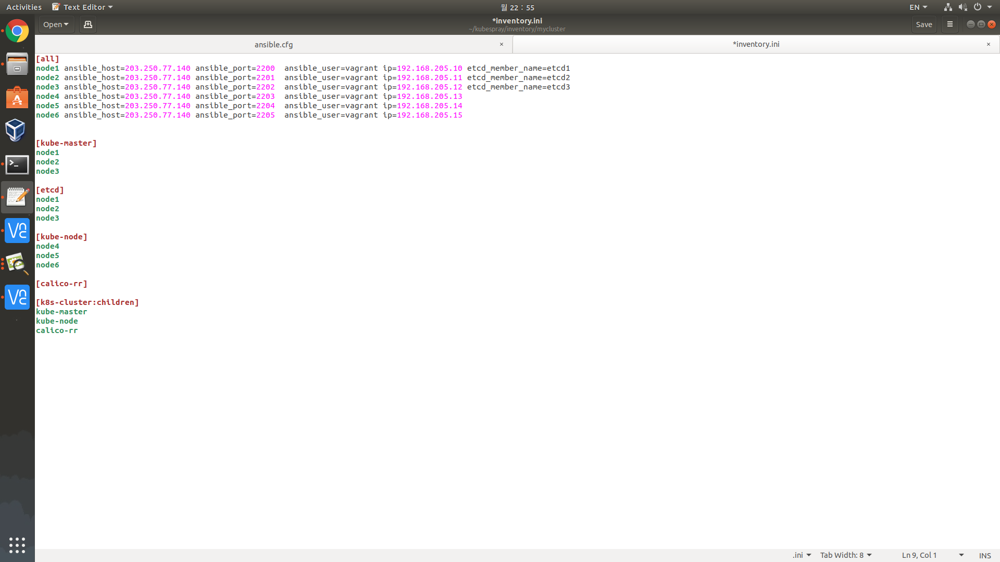 Activities Text Editor 월 22 : 55 EN
Open *inventory.ini Save
~/kubespray/inventory/mycluster
ansible.cfg × *inventory.ini ×
[all]
node1 ansible_host=203.250.77.140 ansible_port=2200  ansible_user=vagrant ip=192.168.205.10 etcd_member_name=etcd1
node2 ansible_host=203.250.77.140 ansible_port=2201  ansible_user=vagrant ip=192.168.205.11 etcd_member_name=etcd2
node3 ansible_host=203.250.77.140 ansible_port=2202  ansible_user=vagrant ip=192.168.205.12 etcd_member_name=etcd3
node4 ansible_host=203.250.77.140 ansible_port=2203  ansible_user=vagrant ip=192.168.205.13
node5 ansible_host=203.250.77.140 ansible_port=2204  ansible_user=vagrant ip=192.168.205.14
node6 ansible_host=203.250.77.140 ansible_port=2205  ansible_user=vagrant ip=192.168.205.15
[kube-master]
node1
node2
node3
[etcd]
node1
node2
node3
[kube-node]
node4
node5
node6
[calico-rr]
[k8s-cluster:children]
kube-master
kube-node
calico-rr
.ini Tab Width: 8 Ln 9, Col 1 INS